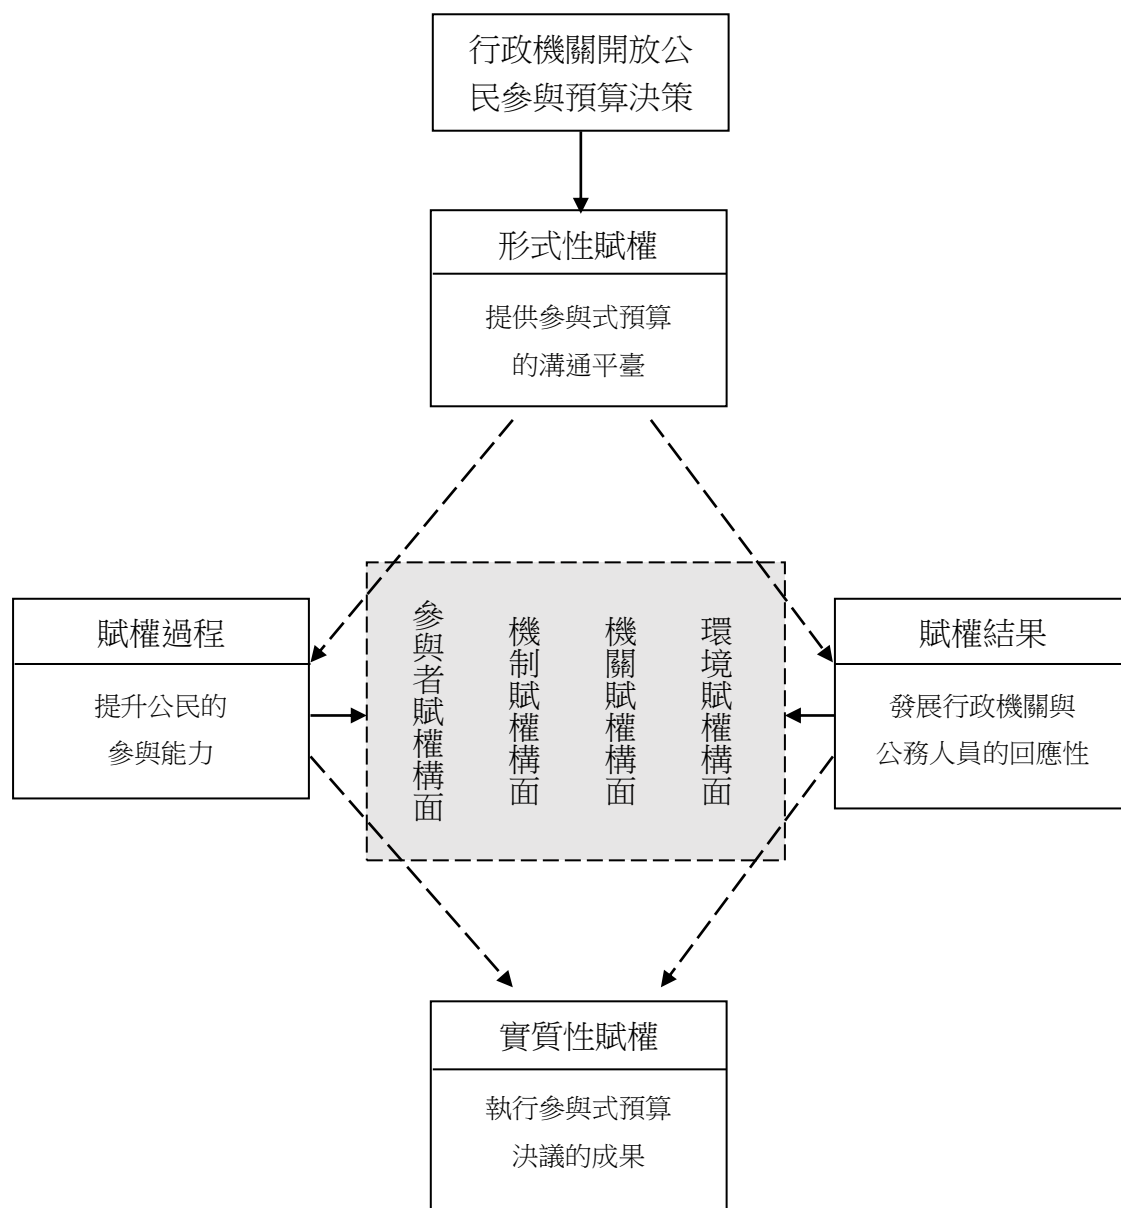 行政機關開放公
民參與預算決策
形式性賦權
提供參與式預算
的溝通平臺
賦權過程
提升公民的
參與能力
參與者賦權構面
機制賦權構面
機關賦權構面
環境賦權構面
賦權結果
發展行政機關與
公務人員的回應性
實質性賦權
執行參與式預算
決議的成果